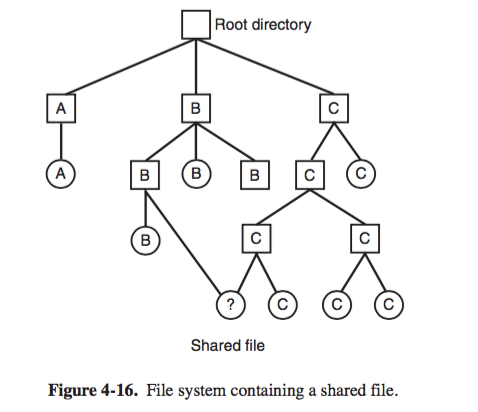 Root directory
A B C
A B B B C C
B C C
? C C C
Shared file
Figure 4-16. File system containing a shared file.